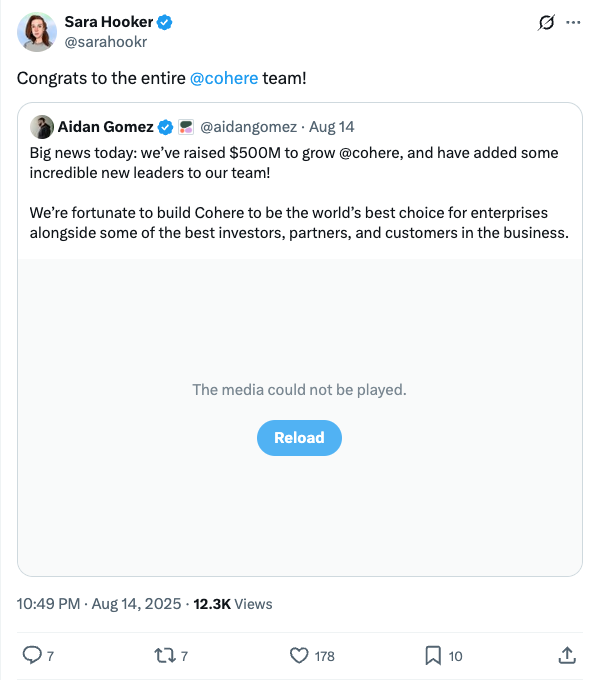 Sara Hooker
@sarahookr
Congrats to the entire @cohere team!
Aidan Gomez @aidangomez · Aug 14
Big news today: we’ve raised $500M to grow @cohere, and have added some
incredible new leaders to our team!
We’re fortunate to build Cohere to be the world’s best choice for enterprises
alongside some of the best investors, partners, and customers in the business.
The media could not be played.
Reload
10:49 PM · Aug 14, 2025 · 12.3K Views
7 7 178 10